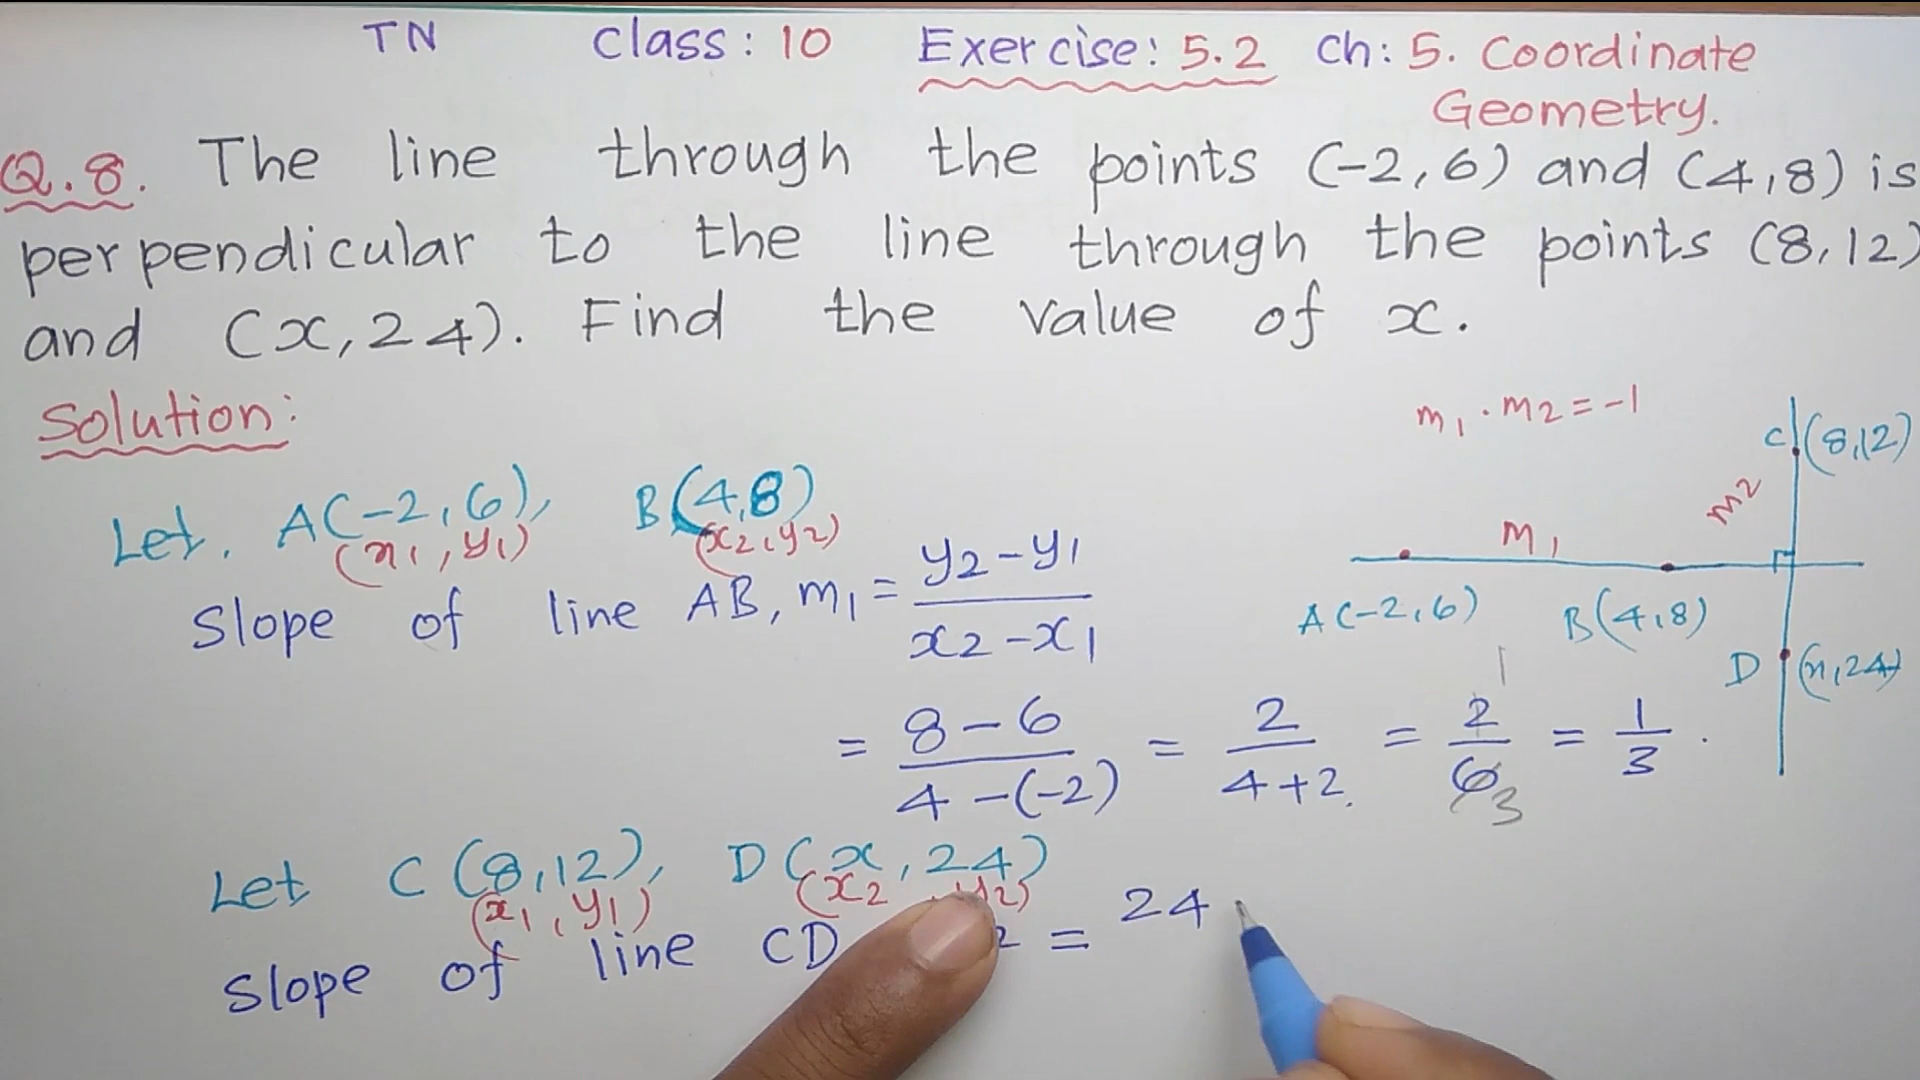 TN Class: 10 Exercise: 5.2 Ch: 5. Coordinate
Geometry.
Q.8. The line through the points (-2,6) and (4,8) is
perpendicular to the line through the points (8,12)
and (x,24). Find the value of x.
Solution:
m₁ · m₂ = -1
C (8,12)
m₂
m₁
A(-2,6) B(4,8)
D (x,24)
Let. A(-2,6), B(4,8)
(x₁,y₁) (x₂,y₂)
Slope of line AB, m₁ = y₂-y₁ / x₂-x₁
= 8-6 / 4-(-2) = 2 / 4+2. = 2 / 6 = 1/3 .
1
3
Let C (8,12), D(x,24)
(x₁,y₁) (x₂,y₂)
Slope of line CD 2 = 24